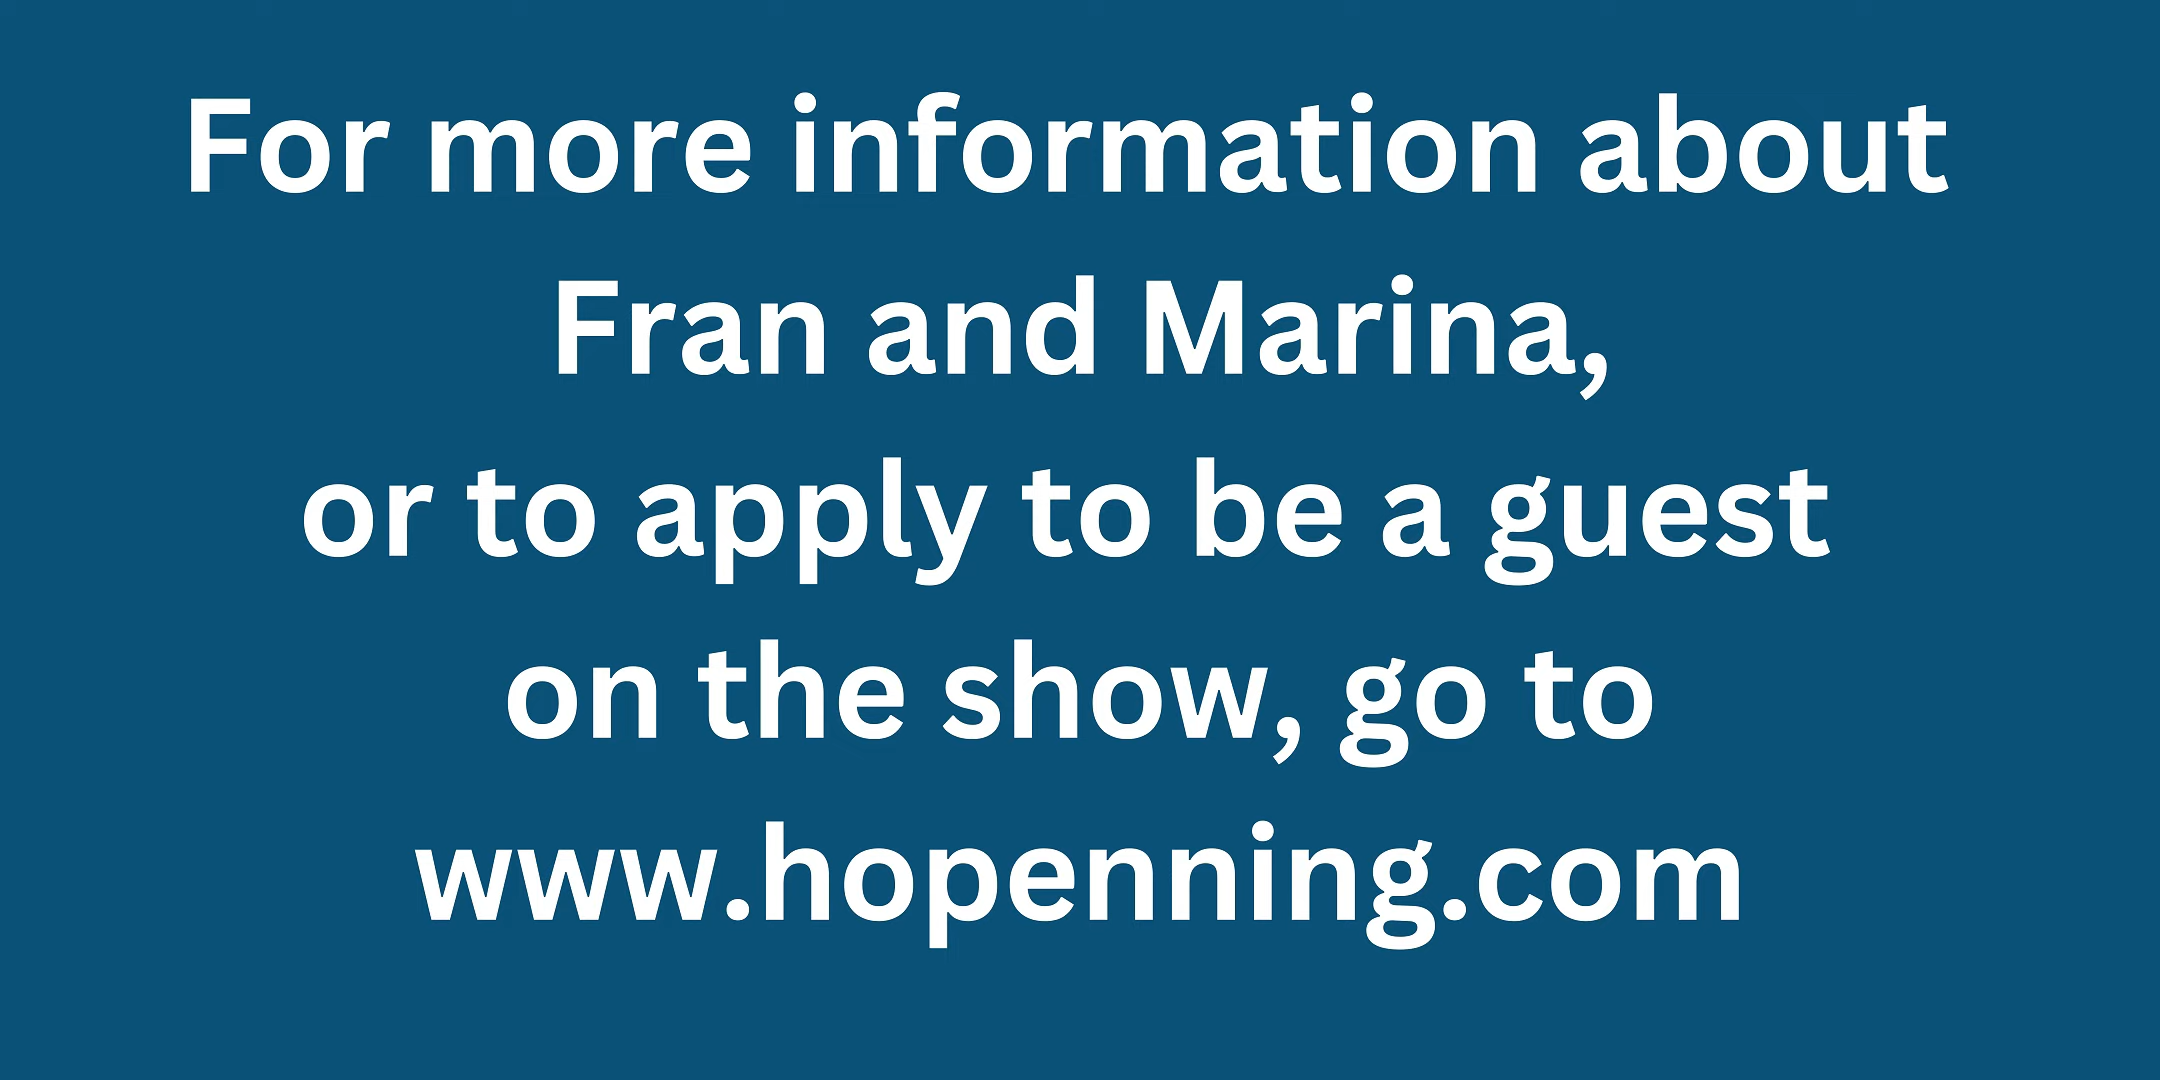 For more information about
Fran and Marina,
or to apply to be a guest
on the show, go to
www.hopenning.com